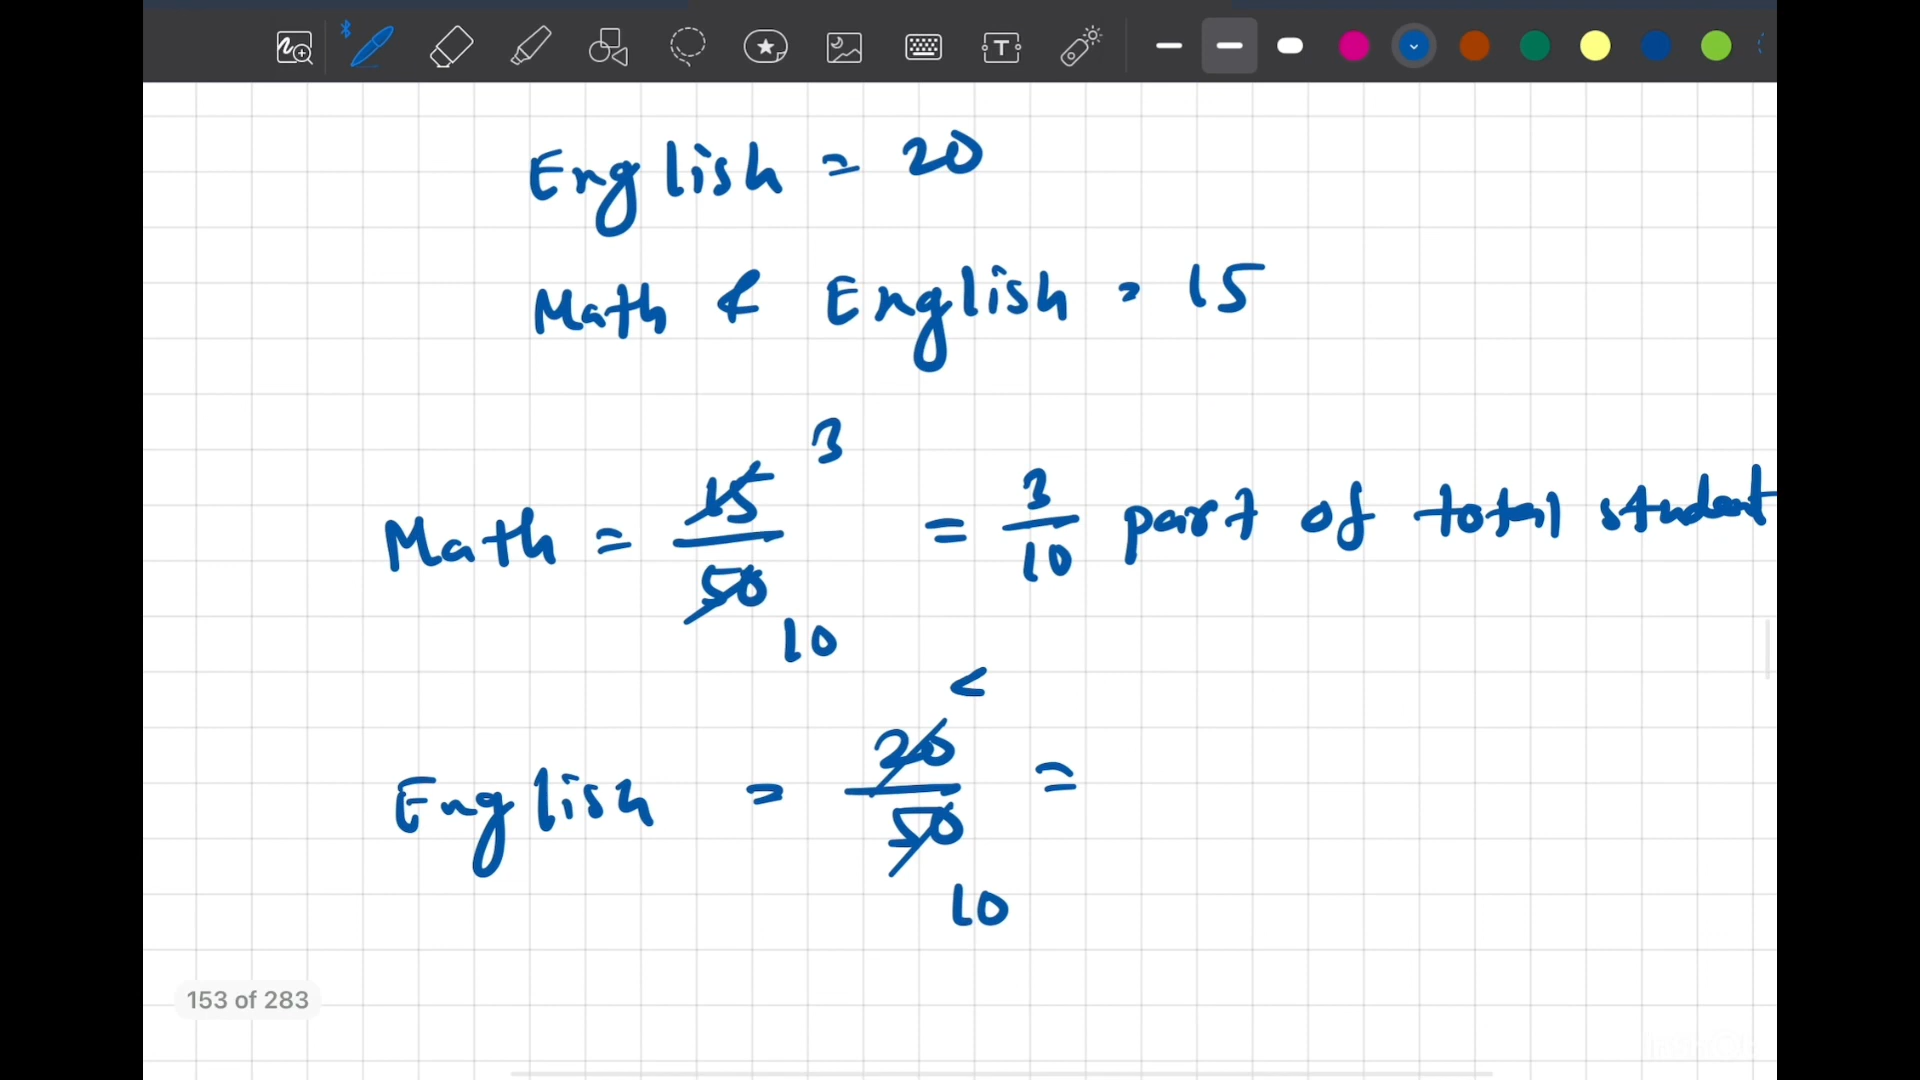 English = 20
Math & English = 15
Math = 15/50 3 10 = 3/10 part of total student
English = 20/50 10 =
153 of 283